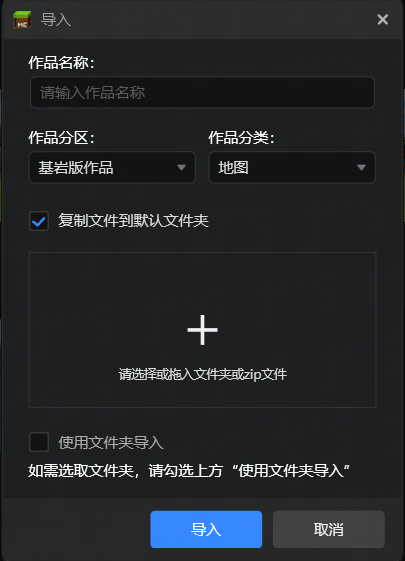 导入
作品名称：
请输入作品名称
作品分区： 作品分类：
基岩版作品 地图
复制文件到默认文件夹
请选择或拖入文件夹或zip文件
使用文件夹导入
如需选取文件夹，请勾选上方“使用文件夹导入”
导入 取消